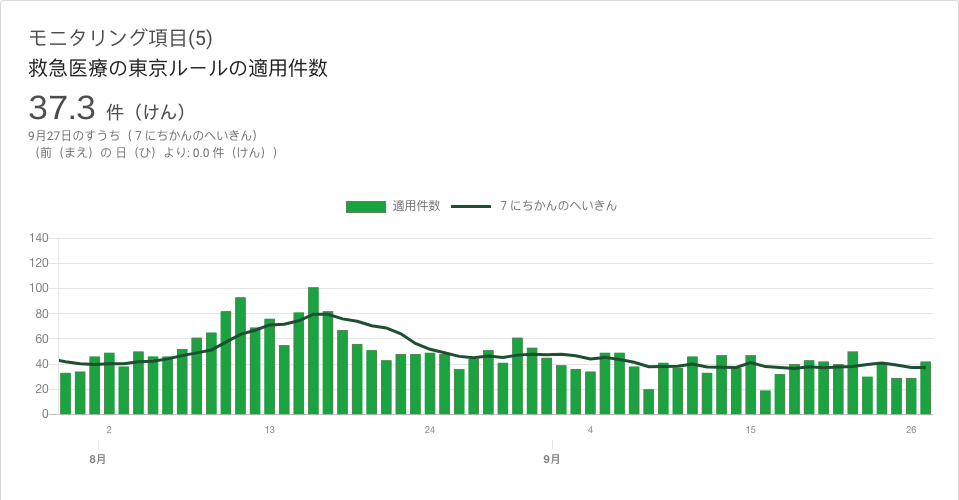 モニタリング項目(5)
救急医療の東京ルールの適用件数
37.3 件（けん）
9月27日のすうち（７にちかんのへいきん）
（前（まえ）の 日（ひ）より: 0.0 件（けん））
適用件数 ７にちかんのへいきん
140
120
100
80
60
40
20
0
2 13 24 4 15 26
8月 9月